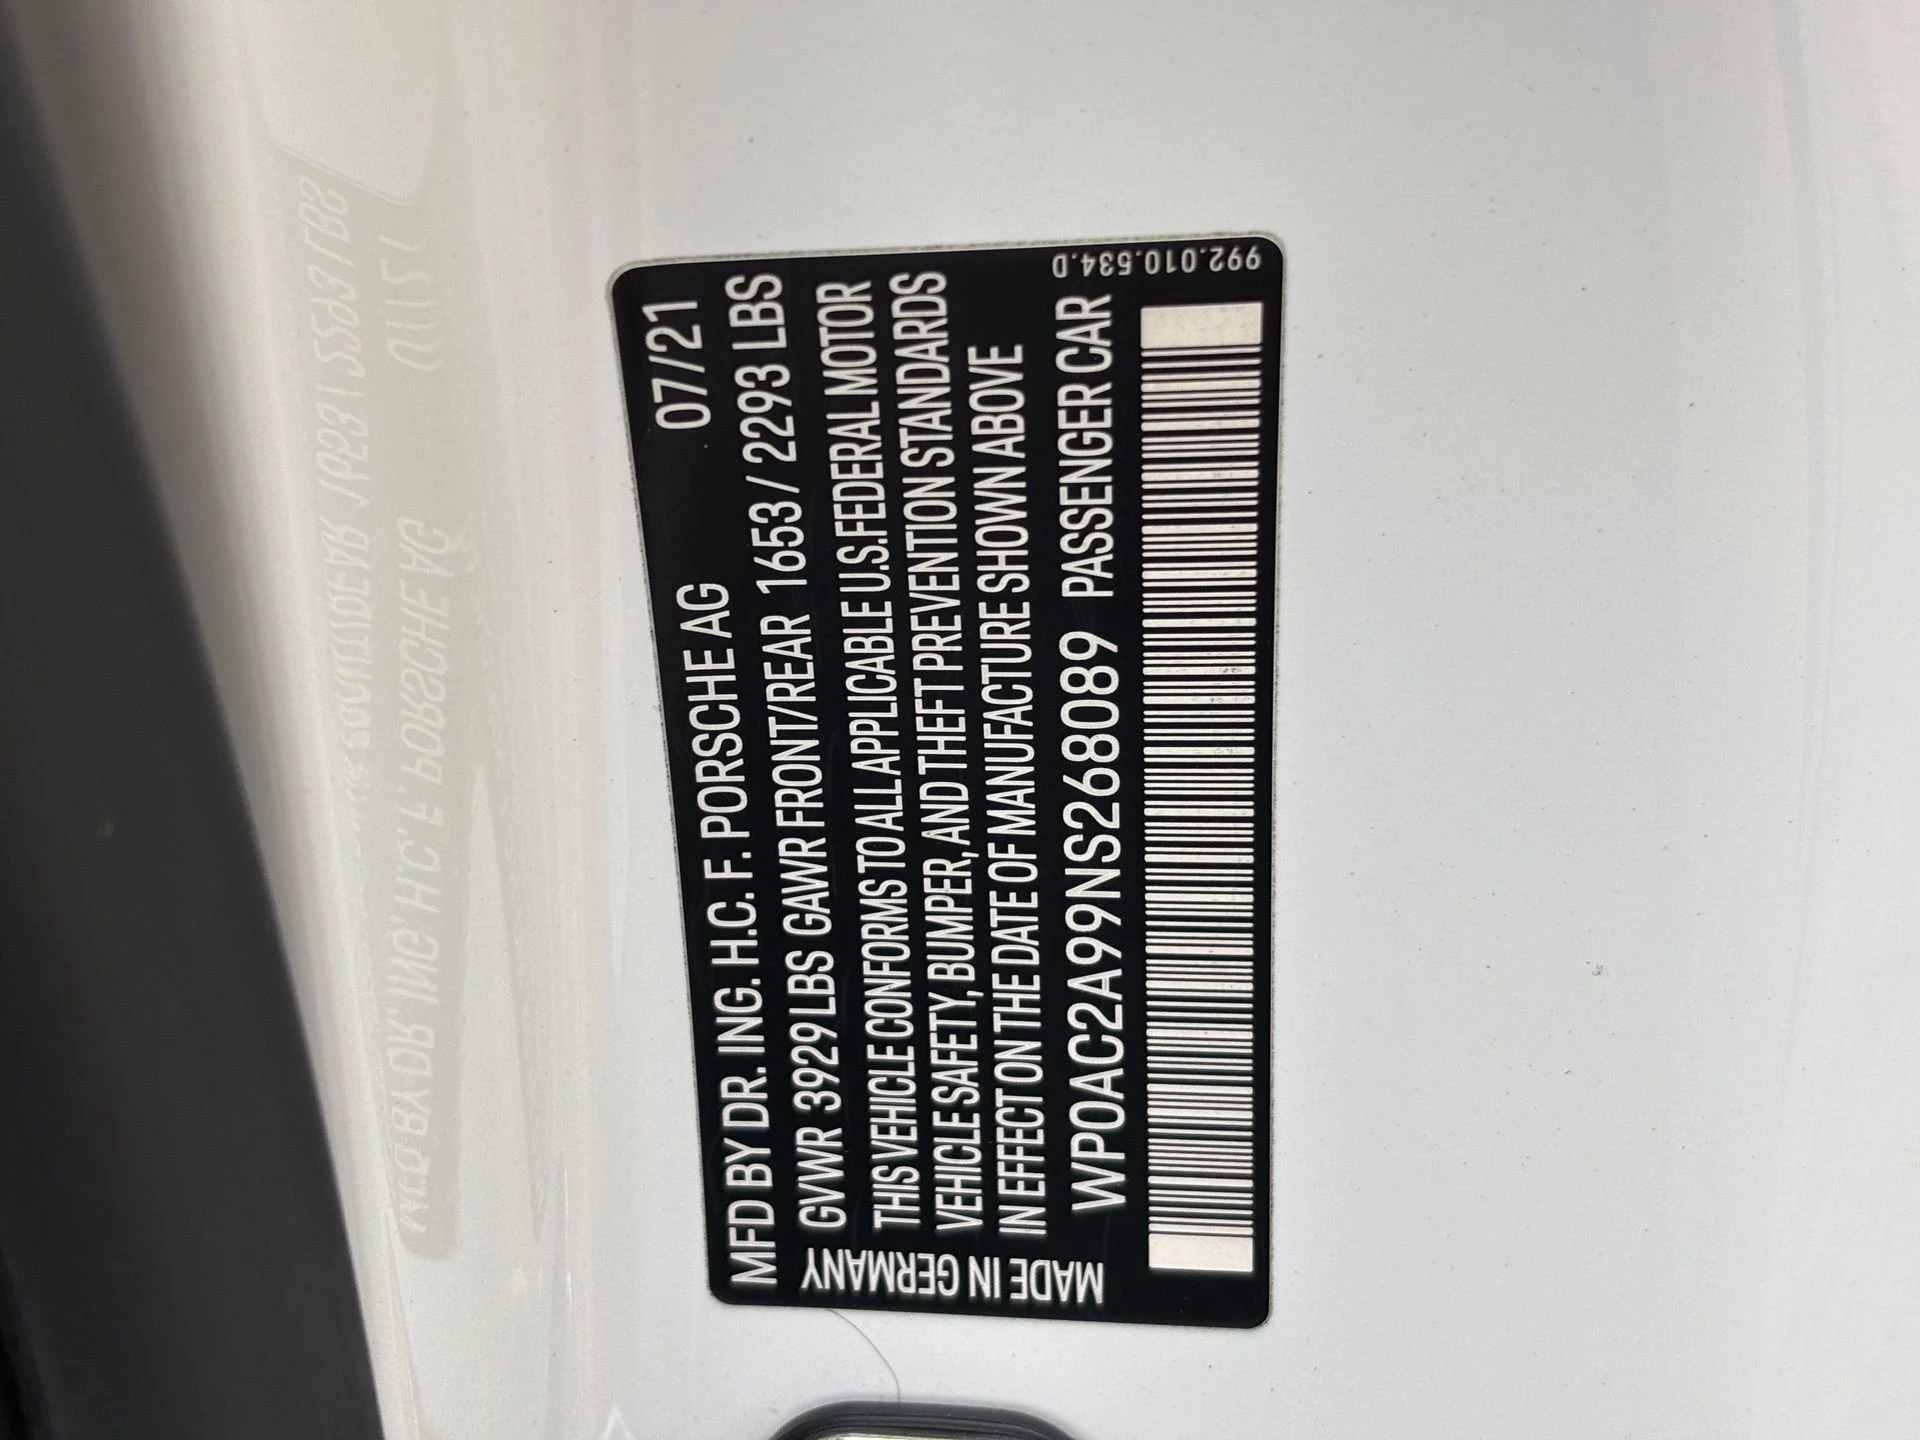 MFD BY DR. ING. H.C. F. PORSCHE AG 07/21
GVWR 3929 LBS GAWR FRONT/REAR 1653 / 2293 LBS
THIS VEHICLE CONFORMS TO ALL APPLICABLE U.S. FEDERAL MOTOR
VEHICLE SAFETY, BUMPER, AND THEFT PREVENTION STANDARDS
IN EFFECT ON THE DATE OF MANUFACTURE SHOWN ABOVE
WP0AC2A99NS268089 PASSENGER CAR
MADE IN GERMANY
992.010.534.D